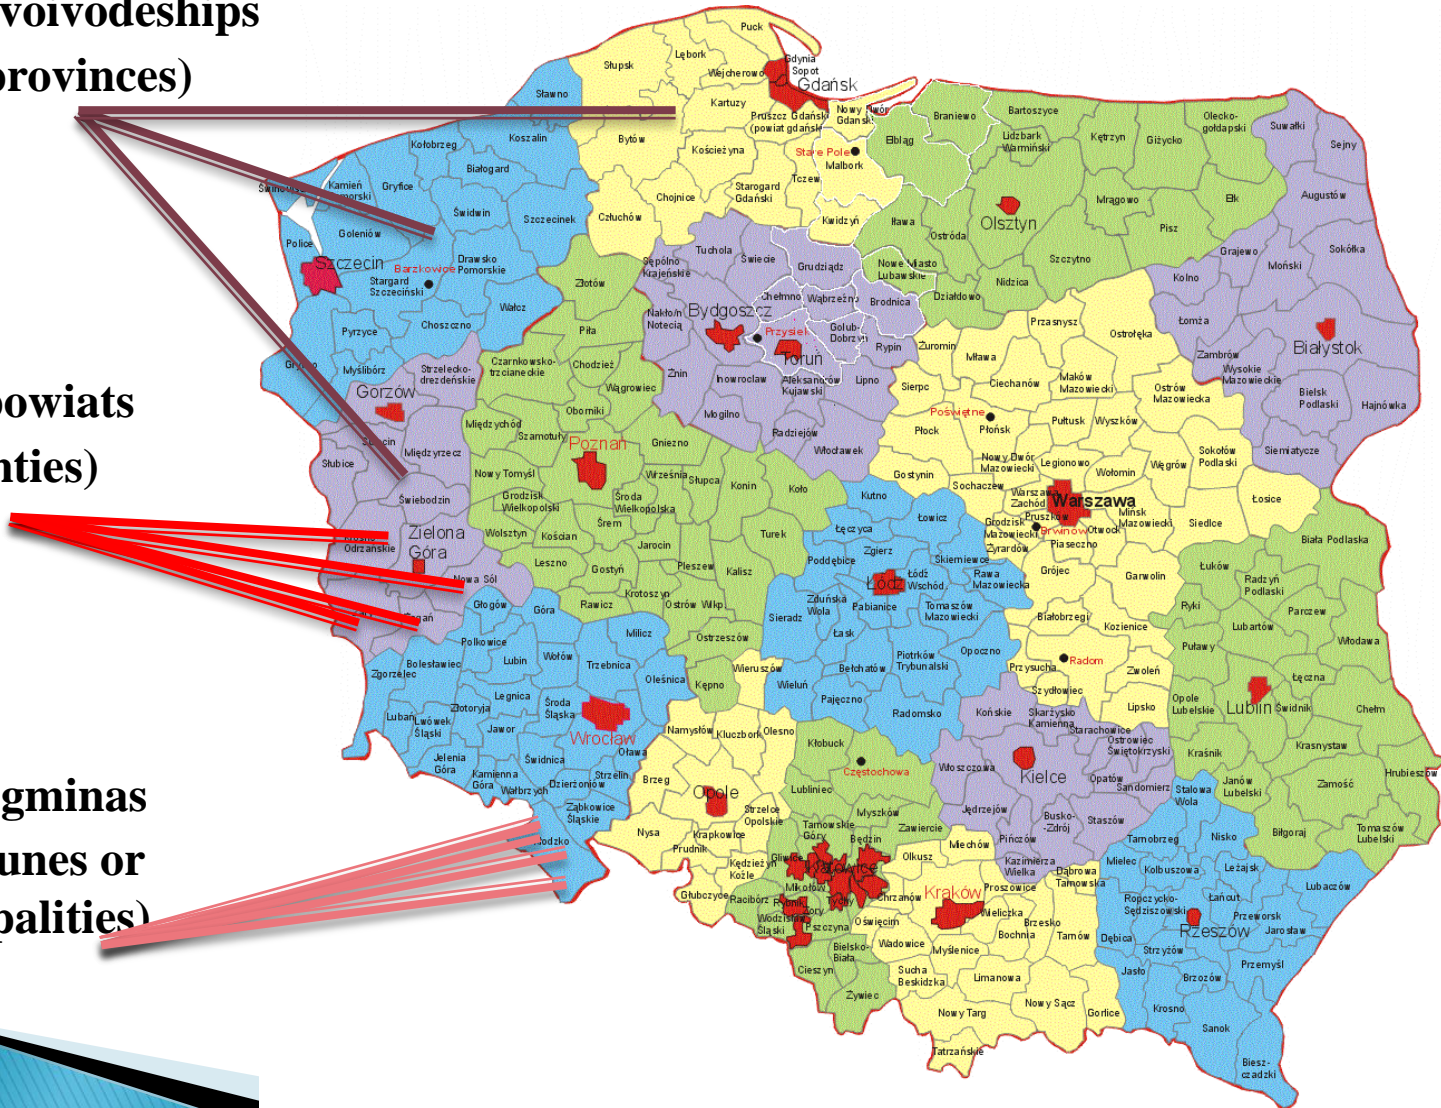 voivodeships
provinces)
powiats
nties)
gminas
unes or
palities)
Puck
Lębork
Słupsk
Wejcherowo
Gdynia
Sopot
Gdańsk
Kartuzy
Pruszcz Gdański
(powiat gdański
Nowy Dwór
Gdański
Bytów
Kościeżyna
Stare Pole
Malbork
Tczew
Starogard
Gdański
Chojnice
Człuchów
Kwidzyń
Sławno
Koszalin
Kołobrzeg
Białogard
Kamień
Gryfice
Świdwin
Szczecinek
Goleniów
Police
Szczecin
Barzkowice
Drawsko
Pomorskie
Stargard
Szczeciński
Wałcz
Choszczno
Pyrzyce
Myślibórz
Braniewo
Bartoszyce
Lidzbark
Warmiński
Kętrzyn
Giżycko
Olecko-
gołdapski
Elbląg
Mrągowo
Ełk
Olsztyn
Iława
Ostróda
Pisz
Szczytno
Nowe Miasto
Lubawskie
Nidzica
Działdowo
Suwałki
Sejny
Augustów
Grajewo
Sokółka
Mońki
Kolno
Łomża
Białystok
Zambrów
Wysokie
Mazowieckie
Bielsk
Podlaski
Hajnówka
Siemiatycze
Tuchola
Świecie
Sępólno
Krajeńskie
Grudziądz
Chełmno
Wąbrzeźno
Brodnica
Bydgoszcz
Nakło/n
Notecią
Przysiek
Toruń
Golub-
Dobrzyń
Rypin
Żnin
Inowroclaw
Aleksandrów
Kujawski
Lipno
Mogilno
Radziejów
Włocławek
Złotów
Piła
Czarnkowsko-
trzcianeckie
Chodzież
Wągrowiec
Oborniki
Międzychód
Szamotuły
Poznań
Gniezno
Nowy Tomyśl
Września
Słupca
Konin
Koło
Grodzisk
Wielkopolski
Środa
Wielkopolska
Śrem
Wolsztyn
Kościan
Jarocin
Turek
Leszno
Gostyń
Pleszew
Kalisz
Krotoszyn
Rawicz
Ostrów Wlkp.
Ostrzeszów
Kępno
Strzelecko-
drezdeńskie
Gorzów
Międzyrzecz
Słubice
Świebodzin
Odrzańskie
Zielona
Góra
Nowa Sól
Żuromin
Mława
Przasnysz
Ostrołęka
Sierpc
Ciechanów
Maków
Mazowiecki
Ostrów
Mazowiecka
Poświętne
Płońsk
Płock
Pułtusk
Wyszków
Gostynin
Nowy Dwór
Mazowiecki
Legionowo
Wołomin
Węgrów
Sokołów
Podlaski
Sochaczew
Warszawa
Zachód
Warszawa
Łosice
Mińsk
Mazowiecki
Siedlce
Grodzisk
Mazowiecki
Pruszków
Brwinów
Otwock
Piaseczno
Żyrardów
Grójec
Garwolin
Białobrzegi
Kozienice
Radom
Przysucha
Zwoleń
Szydłowiec
Lipsko
Kutno
Łęczyca
Łowicz
Poddębice
Zgierz
Skierniewce
Łódź
Łódź
Wschód.
Rawa
Mazowiecka
Zduńska
Wola
Pabianice
Tomaszów
Mazowiecki
Sieradz
Łask
Piotrków
Trybunalski
Opoczno
Bełchatów
Wieluń
Pajęczno
Radomsko
Wieruszów
Biała Podlaska
Łuków
Radzyń
Podlaski
Ryki
Parczew
Lubartów
Włodawa
Puławy
Łęczna
Opole
Lubelskie
Lublin
Świdnik
Chełm
Kraśnik
Krasnystaw
Janów
Lubelski
Zamość
Hrubieszów
Biłgoraj
Tomaszów
Lubelski
Głogów
Góra
Milicz
Polkowice
Bolesławiec
Lubin
Wołów
Trzebnica
Zgorzelec
Oleśnica
Legnica
Złotoryja
Środa
Śląska
Wrocław
Lubań
Lwówek
Śląski
Jawor
Oława
Jelenia
Góra
Świdnica
Strzelin
Kamienna
Góra
Wałbrzych
Dzierżoniów
Ząbkowice
Śląskie
Namysłów
Kluczbork
Olesno
Brzeg
Opole
Strzelce
Opolskie
Nysa
Krapkowice
Prudnik
Kędzieżyn
Koźle
Głubczyce
Kłobuck
Częstochowa
Lubliniec
Myszków
Tarnowskie
Góry
Zawiercie
Będzin
Gliwice
Katowice
Mikołów
Tychy
Racibórz
Rybnik
Żory
Wodzisław
Śląski
Pszczyna
Bielsko-
Biała
Cieszyn
Żywiec
Końskie
Skarżysko
Kamienna
Starachowice
Ostrowiec
Świętokrzyski
Włoszczowa
Kielce
Opatów
Sandomierz
Jędrzejów
Busko-
-Zdrój
Staszów
Pińczów
Kazimierza
Wielka
Olkusz
Miechów
Dąbrowa
Tarnowska
Chrzanów
Kraków
Proszowice
Oświęcim
Wieliczka
Brzesko
Bochnia
Tarnów
Wadowice
Myślenice
Sucha
Beskidzka
Limanowa
Nowy Sącz
Gorlice
Nowy Targ
Tatrzańskie
Stalowa
Wola
Tarnobrzeg
Nisko
Mielec
Kolbuszowa
Leżajsk
Lubaczów
Ropczycko-
Sędziszowski
Łańcut
Przeworsk
Rzeszów
Jarosław
Dębica
Strzyżów
Przemyśl
Jasło
Brzozów
Krosno
Sanok
Biesz-
czadzki